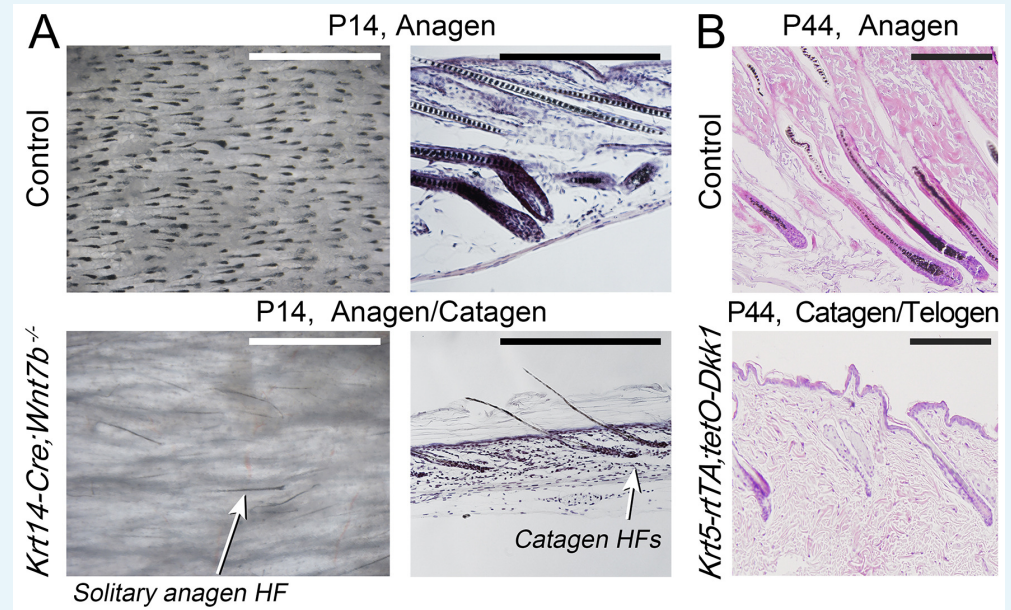 A
P14, Anagen
B
P44, Anagen
Control
Control
P14, Anagen/Catagen
P44, Catagen/Telogen
Krt14-Cre;Wnt7b-/-
Solitary anagen HF
Catagen HFs
Krt5-rtTA;tetO-Dkk1